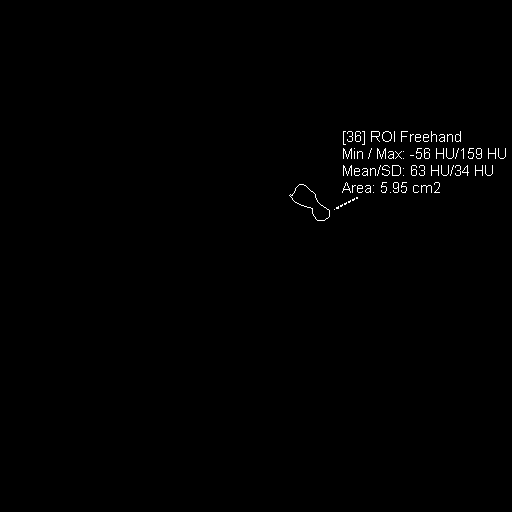 [36] ROI Freehand
Min / Max: -56 HU/159 HU
Mean/SD: 63 HU/34 HU
Area: 5.95 cm2